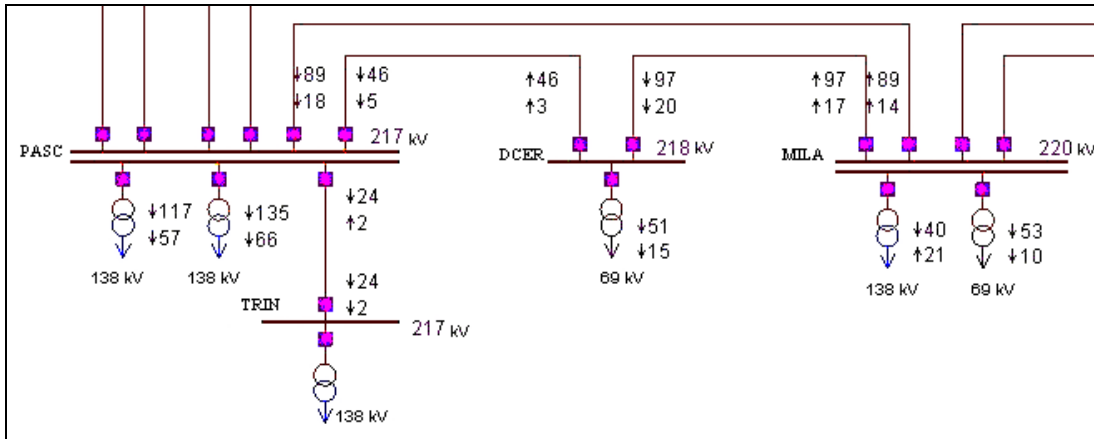 ↓89 ↓46 ↑46 ↓97 ↑97 ↑89
↓18 ↓5 ↑3 ↓20 ↑17 ↑14
PASC 217 kV DCER 218 kV MILA 220 kV
↓117 ↓135 ↓24 ↓51 ↓40 ↓53
↓57 ↓66 ↑2 ↓15 ↑21 ↓10
138 kV 138 kV 69 kV 138 kV 69 kV
↓24
TRIN ↓2 217 kV
138 kV